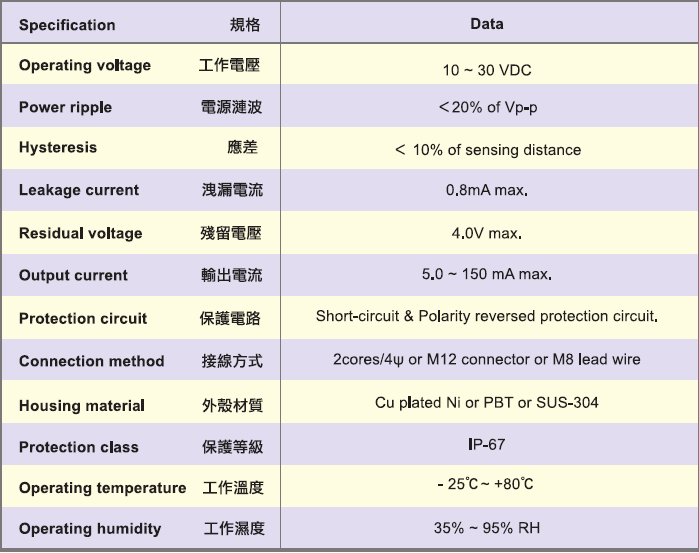 Specification 規格 Data
Operating voltage 工作電壓 10 ~ 30 VDC
Power ripple 電源漣波 <20% of Vp-p
Hysteresis 應差 < 10% of sensing distance
Leakage current 洩漏電流 0.8mA max.
Residual voltage 殘留電壓 4.0V max.
Output current 輸出電流 5.0 ~ 150 mA max.
Protection circuit 保護電路 Short-circuit & Polarity reversed protection circuit.
Connection method 接線方式 2cores/4ψ or M12 connector or M8 lead wire
Housing material 外殼材質 Cu plated Ni or PBT or SUS-304
Protection class 保護等級 IP-67
Operating temperature 工作溫度 - 25℃ ~ +80℃
Operating humidity 工作濕度 35% ~ 95% RH